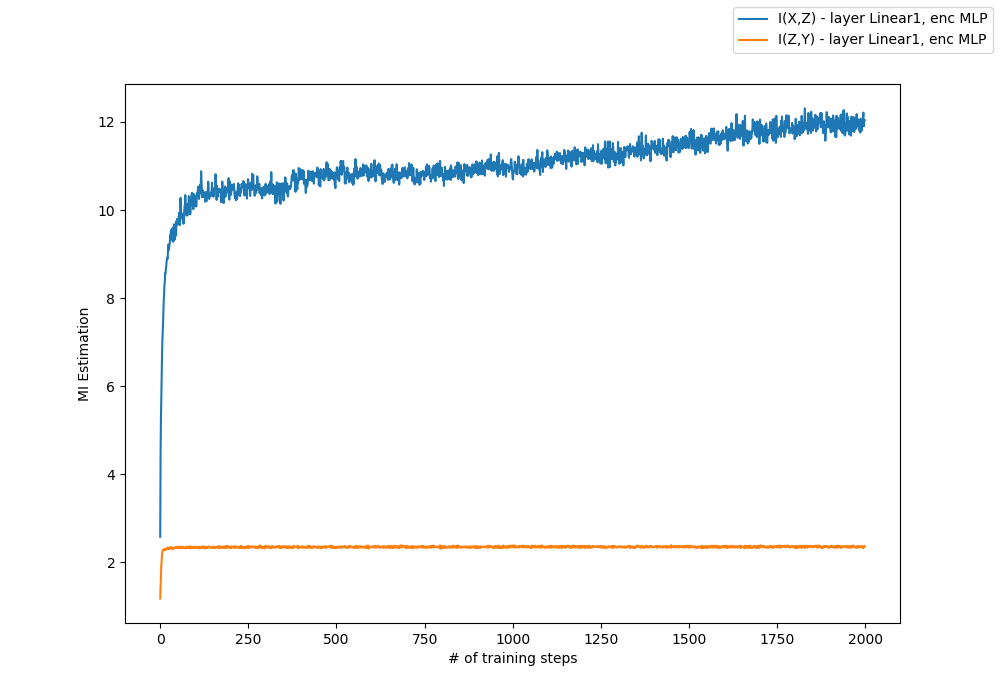 I(X,Z) - layer Linear1, enc MLP
I(Z,Y) - layer Linear1, enc MLP
12
10
8
6
4
2
MI Estimation
0 250 500 750 1000 1250 1500 1750 2000
# of training steps